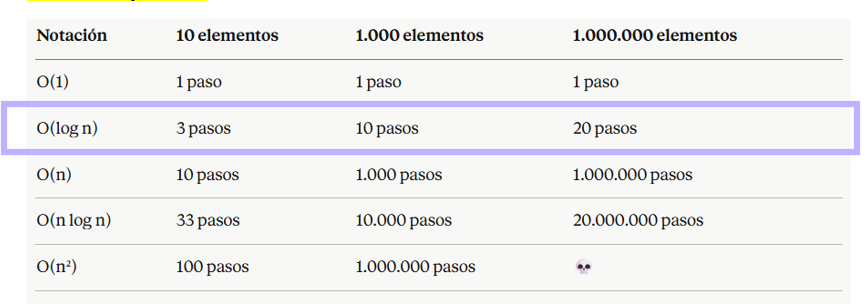 Notación 10 elementos 1.000 elementos 1.000.000 elementos
O(1) 1 paso 1 paso 1 paso
O(log n) 3 pasos 10 pasos 20 pasos
O(n) 10 pasos 1.000 pasos 1.000.000 pasos
O(n log n) 33 pasos 10.000 pasos 20.000.000 pasos
O(n²) 100 pasos 1.000.000 pasos 💀